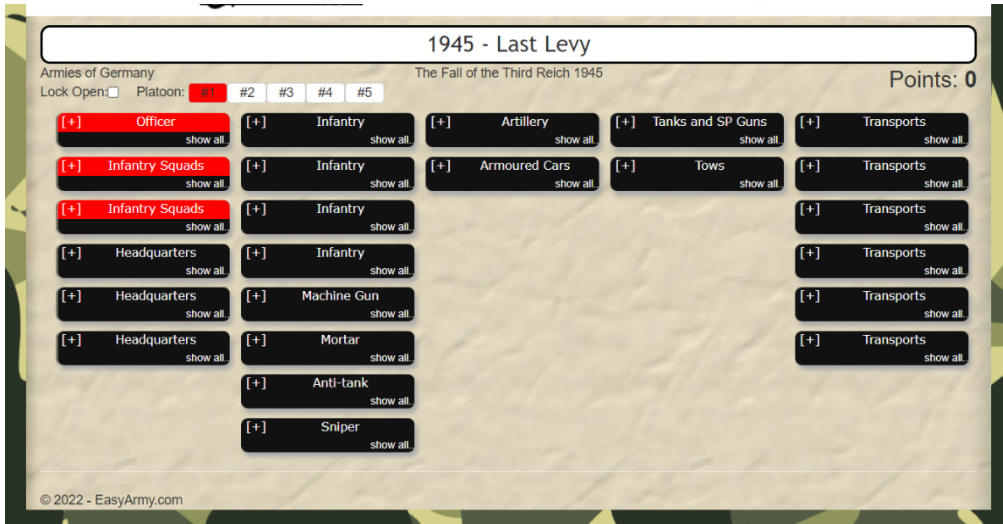 1945 - Last Levy
Armies of Germany
The Fall of the Third Reich 1945
Points: 0
Lock Open: Platoon: #1 #2 #3 #4 #5
[+] Officer
show all..
[+] Infantry
show all..
[+] Artillery
show all..
[+] Tanks and SP Guns
show all..
[+] Transports
show all..
[+] Infantry Squads
show all..
[+] Infantry
show all..
[+] Armoured Cars
show all..
[+] Tows
show all..
[+] Transports
show all..
[+] Infantry Squads
show all..
[+] Infantry
show all..
[+] Transports
show all..
[+] Headquarters
show all..
[+] Infantry
show all..
[+] Transports
show all..
[+] Headquarters
show all..
[+] Machine Gun
show all..
[+] Transports
show all..
[+] Headquarters
show all..
[+] Mortar
show all..
[+] Transports
show all..
[+] Anti-tank
show all..
[+] Sniper
show all..
© 2022 - EasyArmy.com